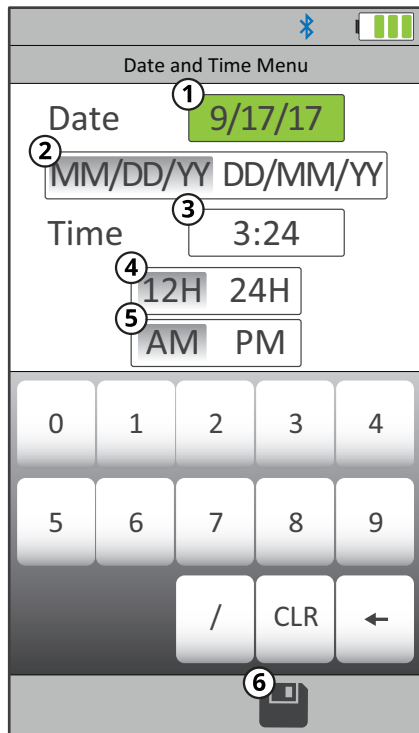 Date and Time Menu
1
Date 9/17/17
2
MM/DD/YY DD/MM/YY
3
Time 3:24
4
12H 24H
5
AM PM
0 1 2 3 4
5 6 7 8 9
/ CLR ←
6